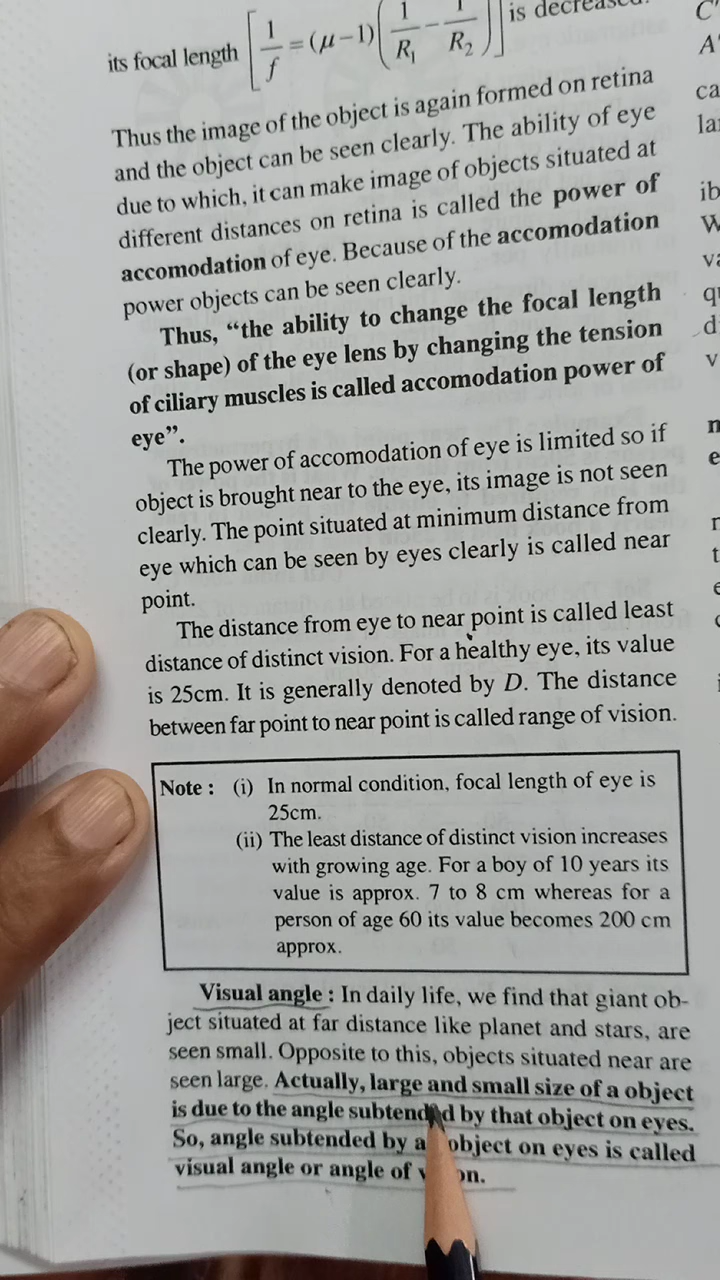 its focal length [1/f = (μ−1)(1/R₁ − 1/R₂)] is decreased.
Thus the image of the object is again formed on retina
and the object can be seen clearly. The ability of eye
due to which, it can make image of objects situated at
different distances on retina is called the power of
accomodation of eye. Because of the accomodation
power objects can be seen clearly.
Thus, “the ability to change the focal length
(or shape) of the eye lens by changing the tension
of ciliary muscles is called accomodation power of
eye”.
The power of accomodation of eye is limited so if
object is brought near to the eye, its image is not seen
clearly. The point situated at minimum distance from
eye which can be seen by eyes clearly is called near
point.
The distance from eye to near point is called least
distance of distinct vision. For a healthy eye, its value
is 25cm. It is generally denoted by D. The distance
between far point to near point is called range of vision.
Note : (i) In normal condition, focal length of eye is
25cm.
(ii) The least distance of distinct vision increases
with growing age. For a boy of 10 years its
value is approx. 7 to 8 cm whereas for a
person of age 60 its value becomes 200 cm
approx.
Visual angle : In daily life, we find that giant ob-
ject situated at far distance like planet and stars, are
seen small. Opposite to this, objects situated near are
seen large. Actually, large and small size of a object
is due to the angle subtended by that object on eyes.
So, angle subtended by object on eyes is called
visual angle or angle of